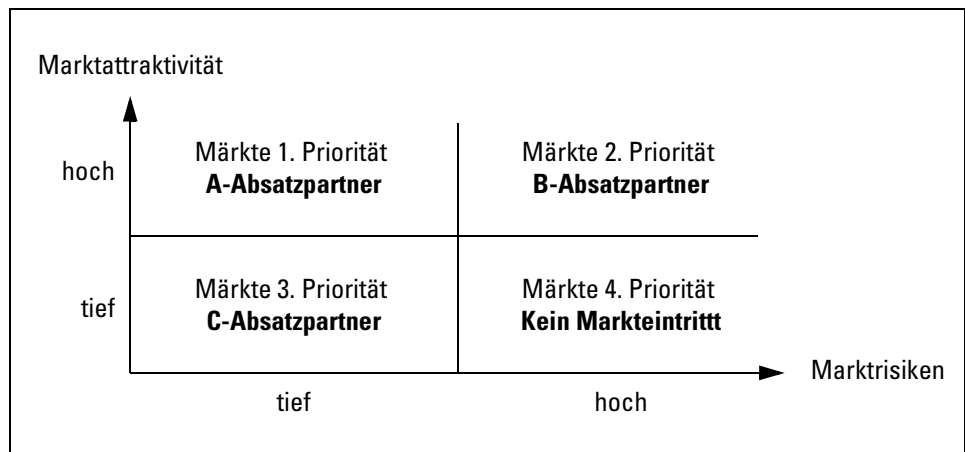 Marktattraktivität
hoch
Märkte 1. Priorität
A-Absatzpartner
Märkte 2. Priorität
B-Absatzpartner
tief
Märkte 3. Priorität
C-Absatzpartner
Märkte 4. Priorität
Kein Markteintrittt
Marktrisiken
tief
hoch